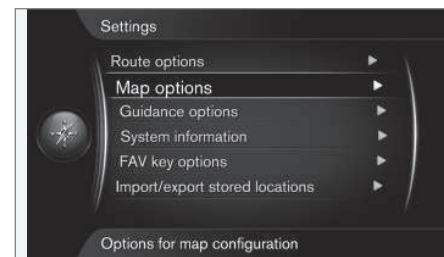 Settings
Route options
Map options
Guidance options
System information
FAV key options
Import/export stored locations
Options for map configuration